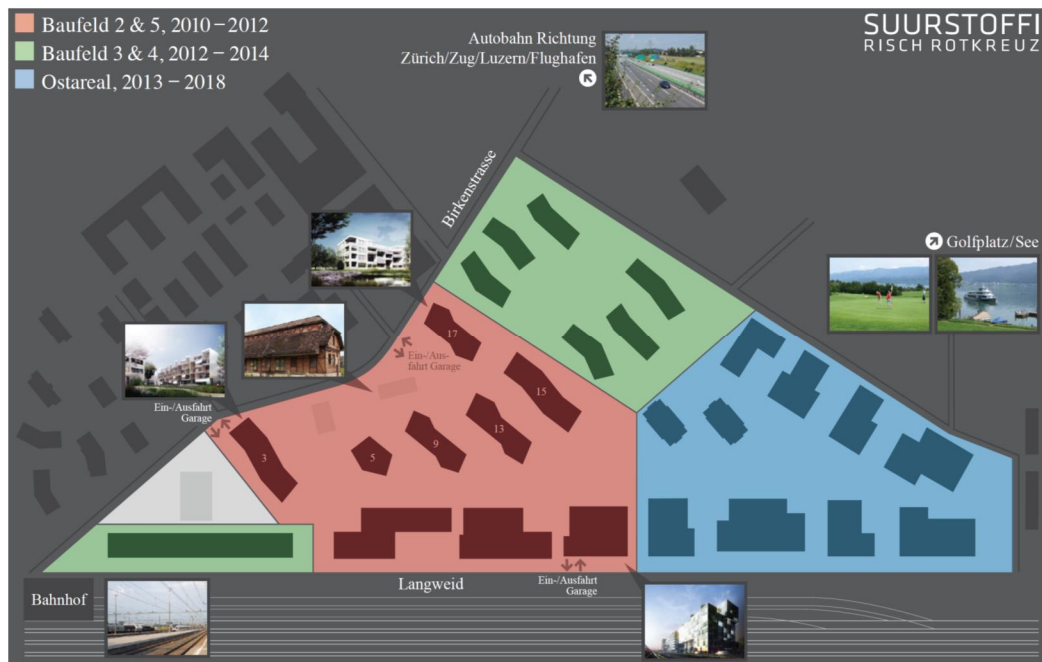 Baufeld 2 & 5, 2010 – 2012
Baufeld 3 & 4, 2012 – 2014
Ostareal, 2013 – 2018
Autobahn Richtung
Zürich/Zug/Luzern/Flughafen
SUURSTOFFI
RISCH ROTKREUZ
Birkenstrasse
Golfplatz/See
17
Ein-/Aus-
fahrt Garage
15
Ein-/Ausfahrt
Garage
13
9
5
3
Langweid
Ein-/Ausfahrt
Garage
Bahnhof